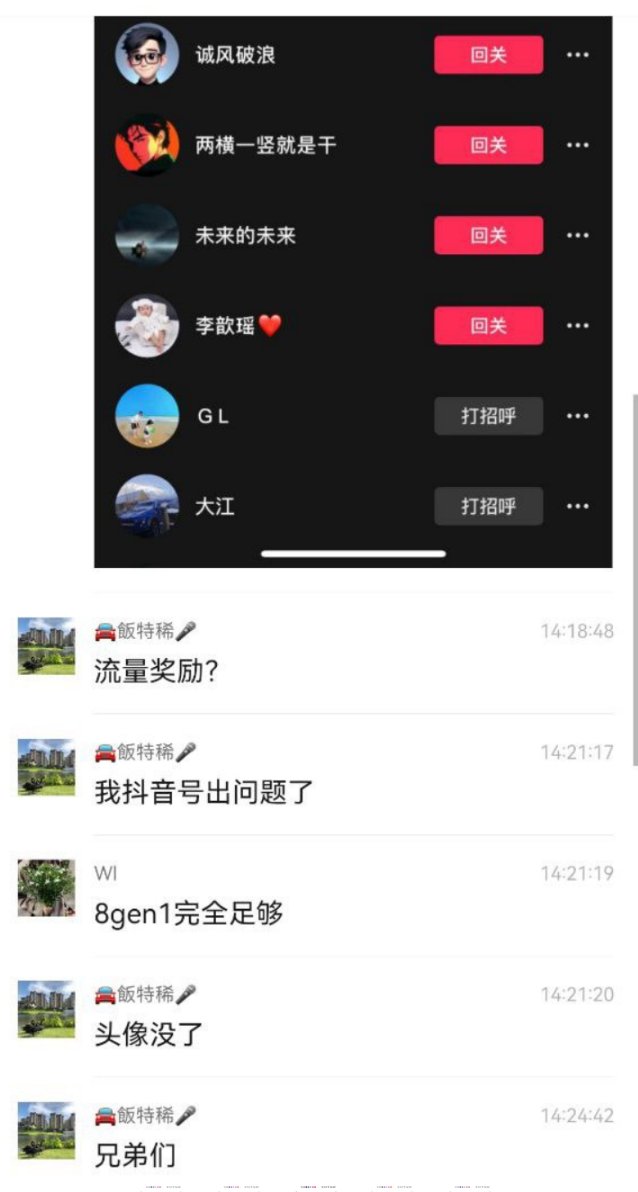 诚风破浪 回关
两横一竖就是干 回关
未来的未来 回关
李歆瑶❤️ 回关
G L 打招呼
大江 打招呼
🚘飯特稀🎤 14:18:48
流量奖励?
🚘飯特稀🎤 14:21:17
我抖音号出问题了
WI 14:21:19
8gen1完全足够
🚘飯特稀🎤 14:21:20
头像没了
🚘飯特稀🎤 14:24:42
兄弟们